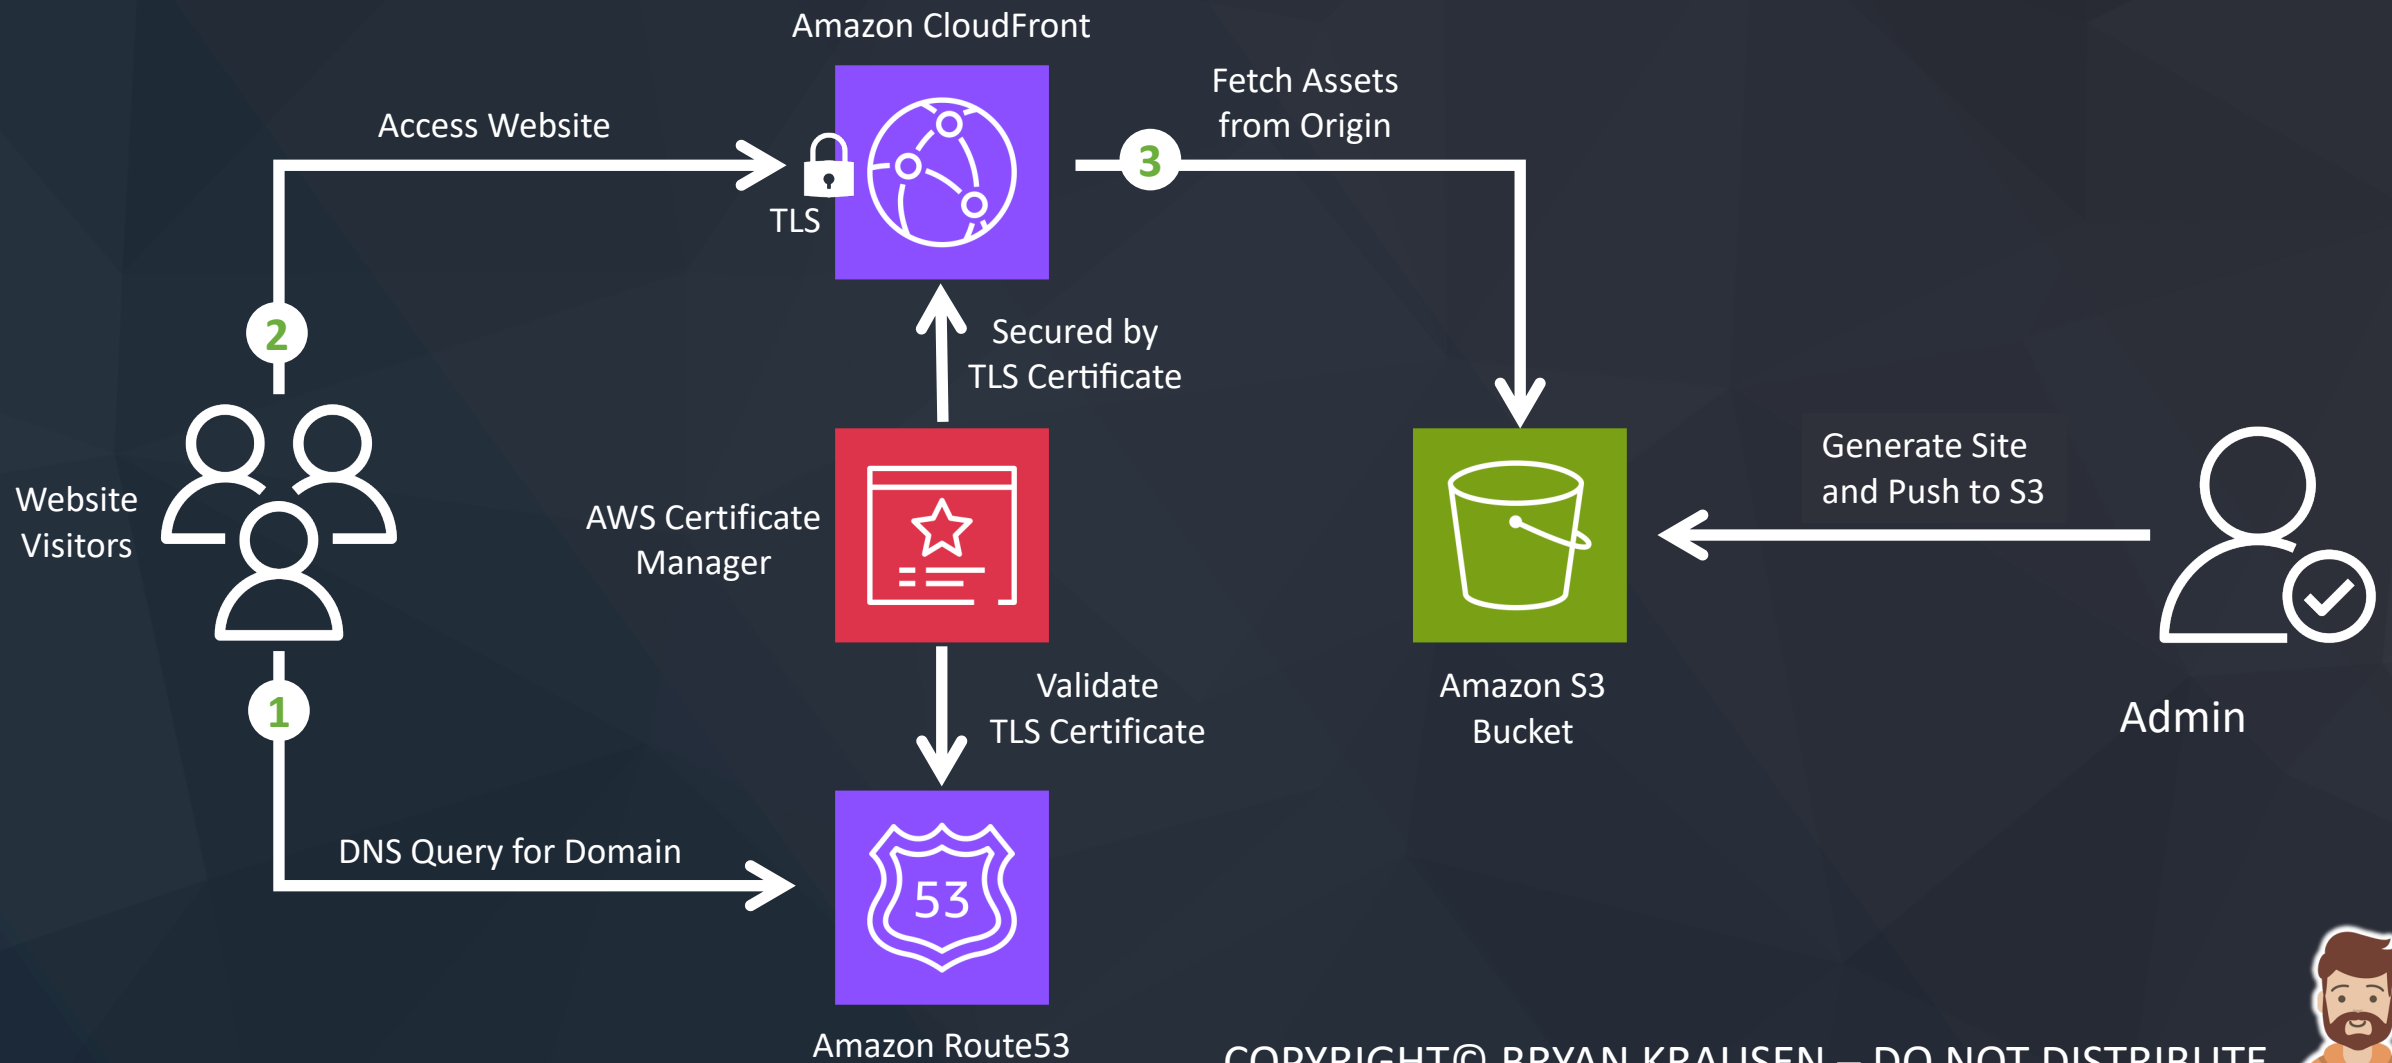 Amazon CloudFront
Fetch Assets
from Origin
Access Website
3
TLS
2
Secured by
TLS Certificate
Website
Visitors
AWS Certificate
Manager
Generate Site
and Push to S3
1
Validate
TLS Certificate
Amazon S3
Bucket
Admin
DNS Query for Domain
53
Amazon Route53
COPYRIGHT© BRYAN KRAUSEN – DO NOT DISTRIBUTE